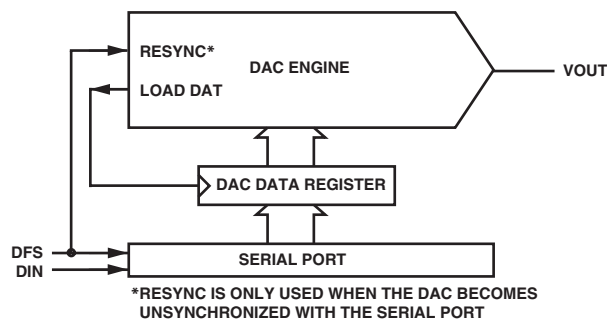 RESYNC*
DAC ENGINE
VOUT
LOAD DAT
DAC DATA REGISTER
DFS
DIN
SERIAL PORT
*RESYNC IS ONLY USED WHEN THE DAC BECOMES
UNSYNCHRONIZED WITH THE SERIAL PORT